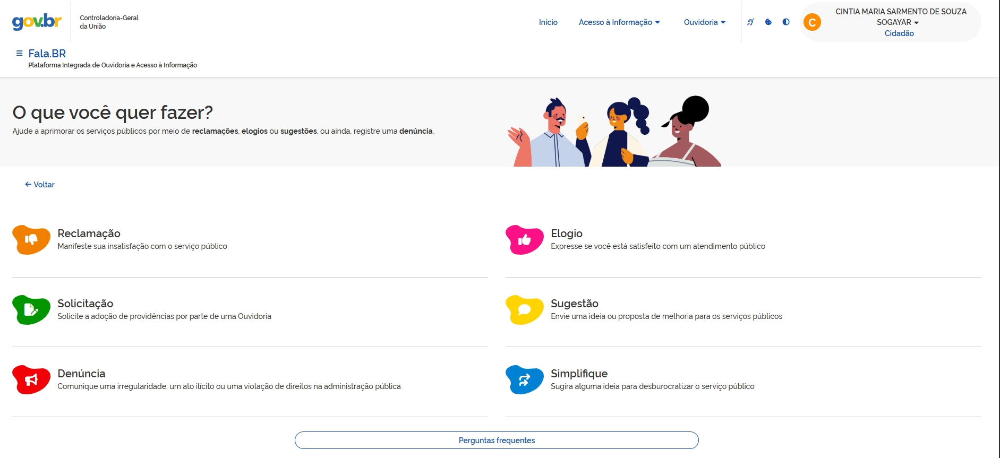 gov.br
Controladoria-Geral
da União
Início
Acesso à Informação
Ouvidoria
C
CINTIA MARIA SARMENTO DE SOUZA
SOGAYAR
Cidadão
Fala.BR
Plataforma Integrada de Ouvidoria e Acesso à Informação
O que você quer fazer?
Ajude a aprimorar os serviços públicos por meio de reclamações, elogios ou sugestões, ou ainda, registre uma denúncia.
Voltar
Reclamação
Manifeste sua insatisfação com o serviço público
Elogio
Expresse se você está satisfeito com um atendimento público
Solicitação
Solicite a adoção de providências por parte de uma Ouvidoria
Sugestão
Envie uma ideia ou proposta de melhoria para os serviços públicos
Denúncia
Comunique uma irregularidade, um ato ilícito ou uma violação de direitos na administração pública
Simplifique
Sugira alguma ideia para desburocratizar o serviço público
Perguntas frequentes